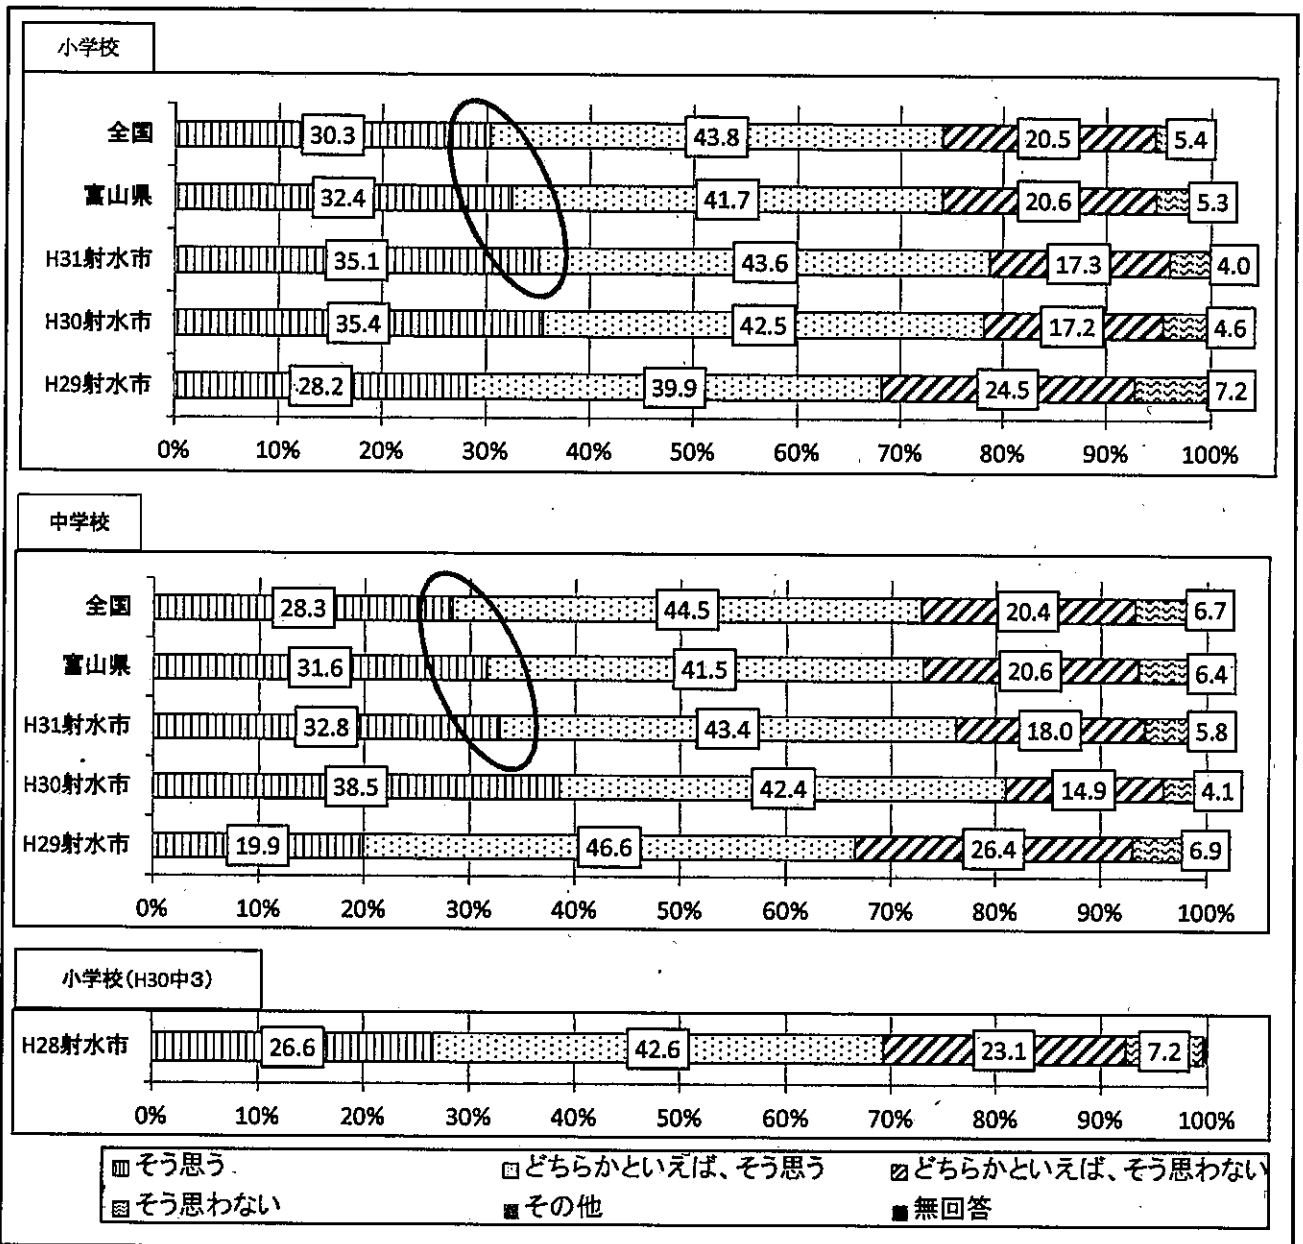 小学校
全国 30.3 43.8 20.5 5.4
富山県 32.4 41.7 20.6 5.3
H31射水市 35.1 43.6 17.3 4.0
H30射水市 35.4 42.5 17.2 4.6
H29射水市 28.2 39.9 24.5 7.2
0% 10% 20% 30% 40% 50% 60% 70% 80% 90% 100%
中学校
全国 28.3 44.5 20.4 6.7
富山県 31.6 41.5 20.6 6.4
H31射水市 32.8 43.4 18.0 5.8
H30射水市 38.5 42.4 14.9 4.1
H29射水市 19.9 46.6 26.4 6.9
0% 10% 20% 30% 40% 50% 60% 70% 80% 90% 100%
小学校(H30中3)
H28射水市 26.6 42.6 23.1 7.2
0% 10% 20% 30% 40% 50% 60% 70% 80% 90% 100%
そう思う どちらかといえば、そう思う どちらかといえば、そう思わない
そう思わない その他 無回答